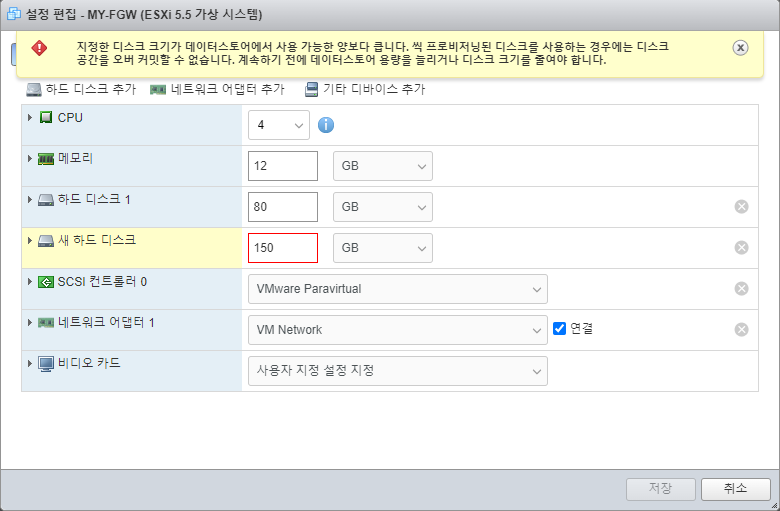 설정 편집 - MY-FGW (ESXi 5.5 가상 시스템)
지정한 디스크 크기가 데이터스토어에서 사용 가능한 양보다 큽니다. 씩 프로비저닝된 디스크를 사용하는 경우에는 디스크
공간을 오버 커밋할 수 없습니다. 계속하기 전에 데이터스토어 용량을 늘리거나 디스크 크기를 줄여야 합니다.
하드 디스크 추가 네트워크 어댑터 추가 기타 디바이스 추가
CPU 4
메모리 12 GB
하드 디스크 1 80 GB
새 하드 디스크 150 GB
SCSI 컨트롤러 0 VMware Paravirtual
네트워크 어댑터 1 VM Network 연결
비디오 카드 사용자 지정 설정 지정
저장 취소